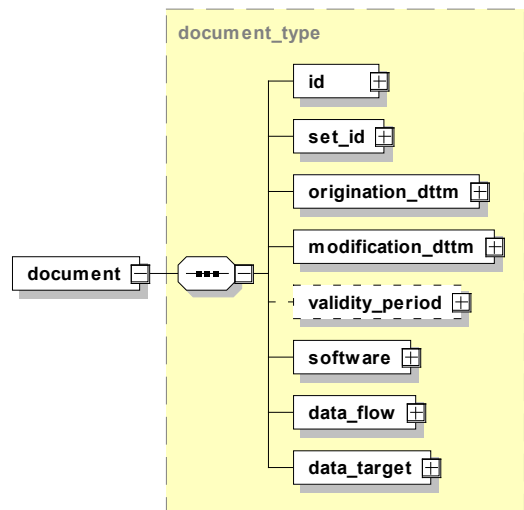 document_type
id
set_id
origination_dttm
modification_dttm
document
validity_period
software
data_flow
data_target